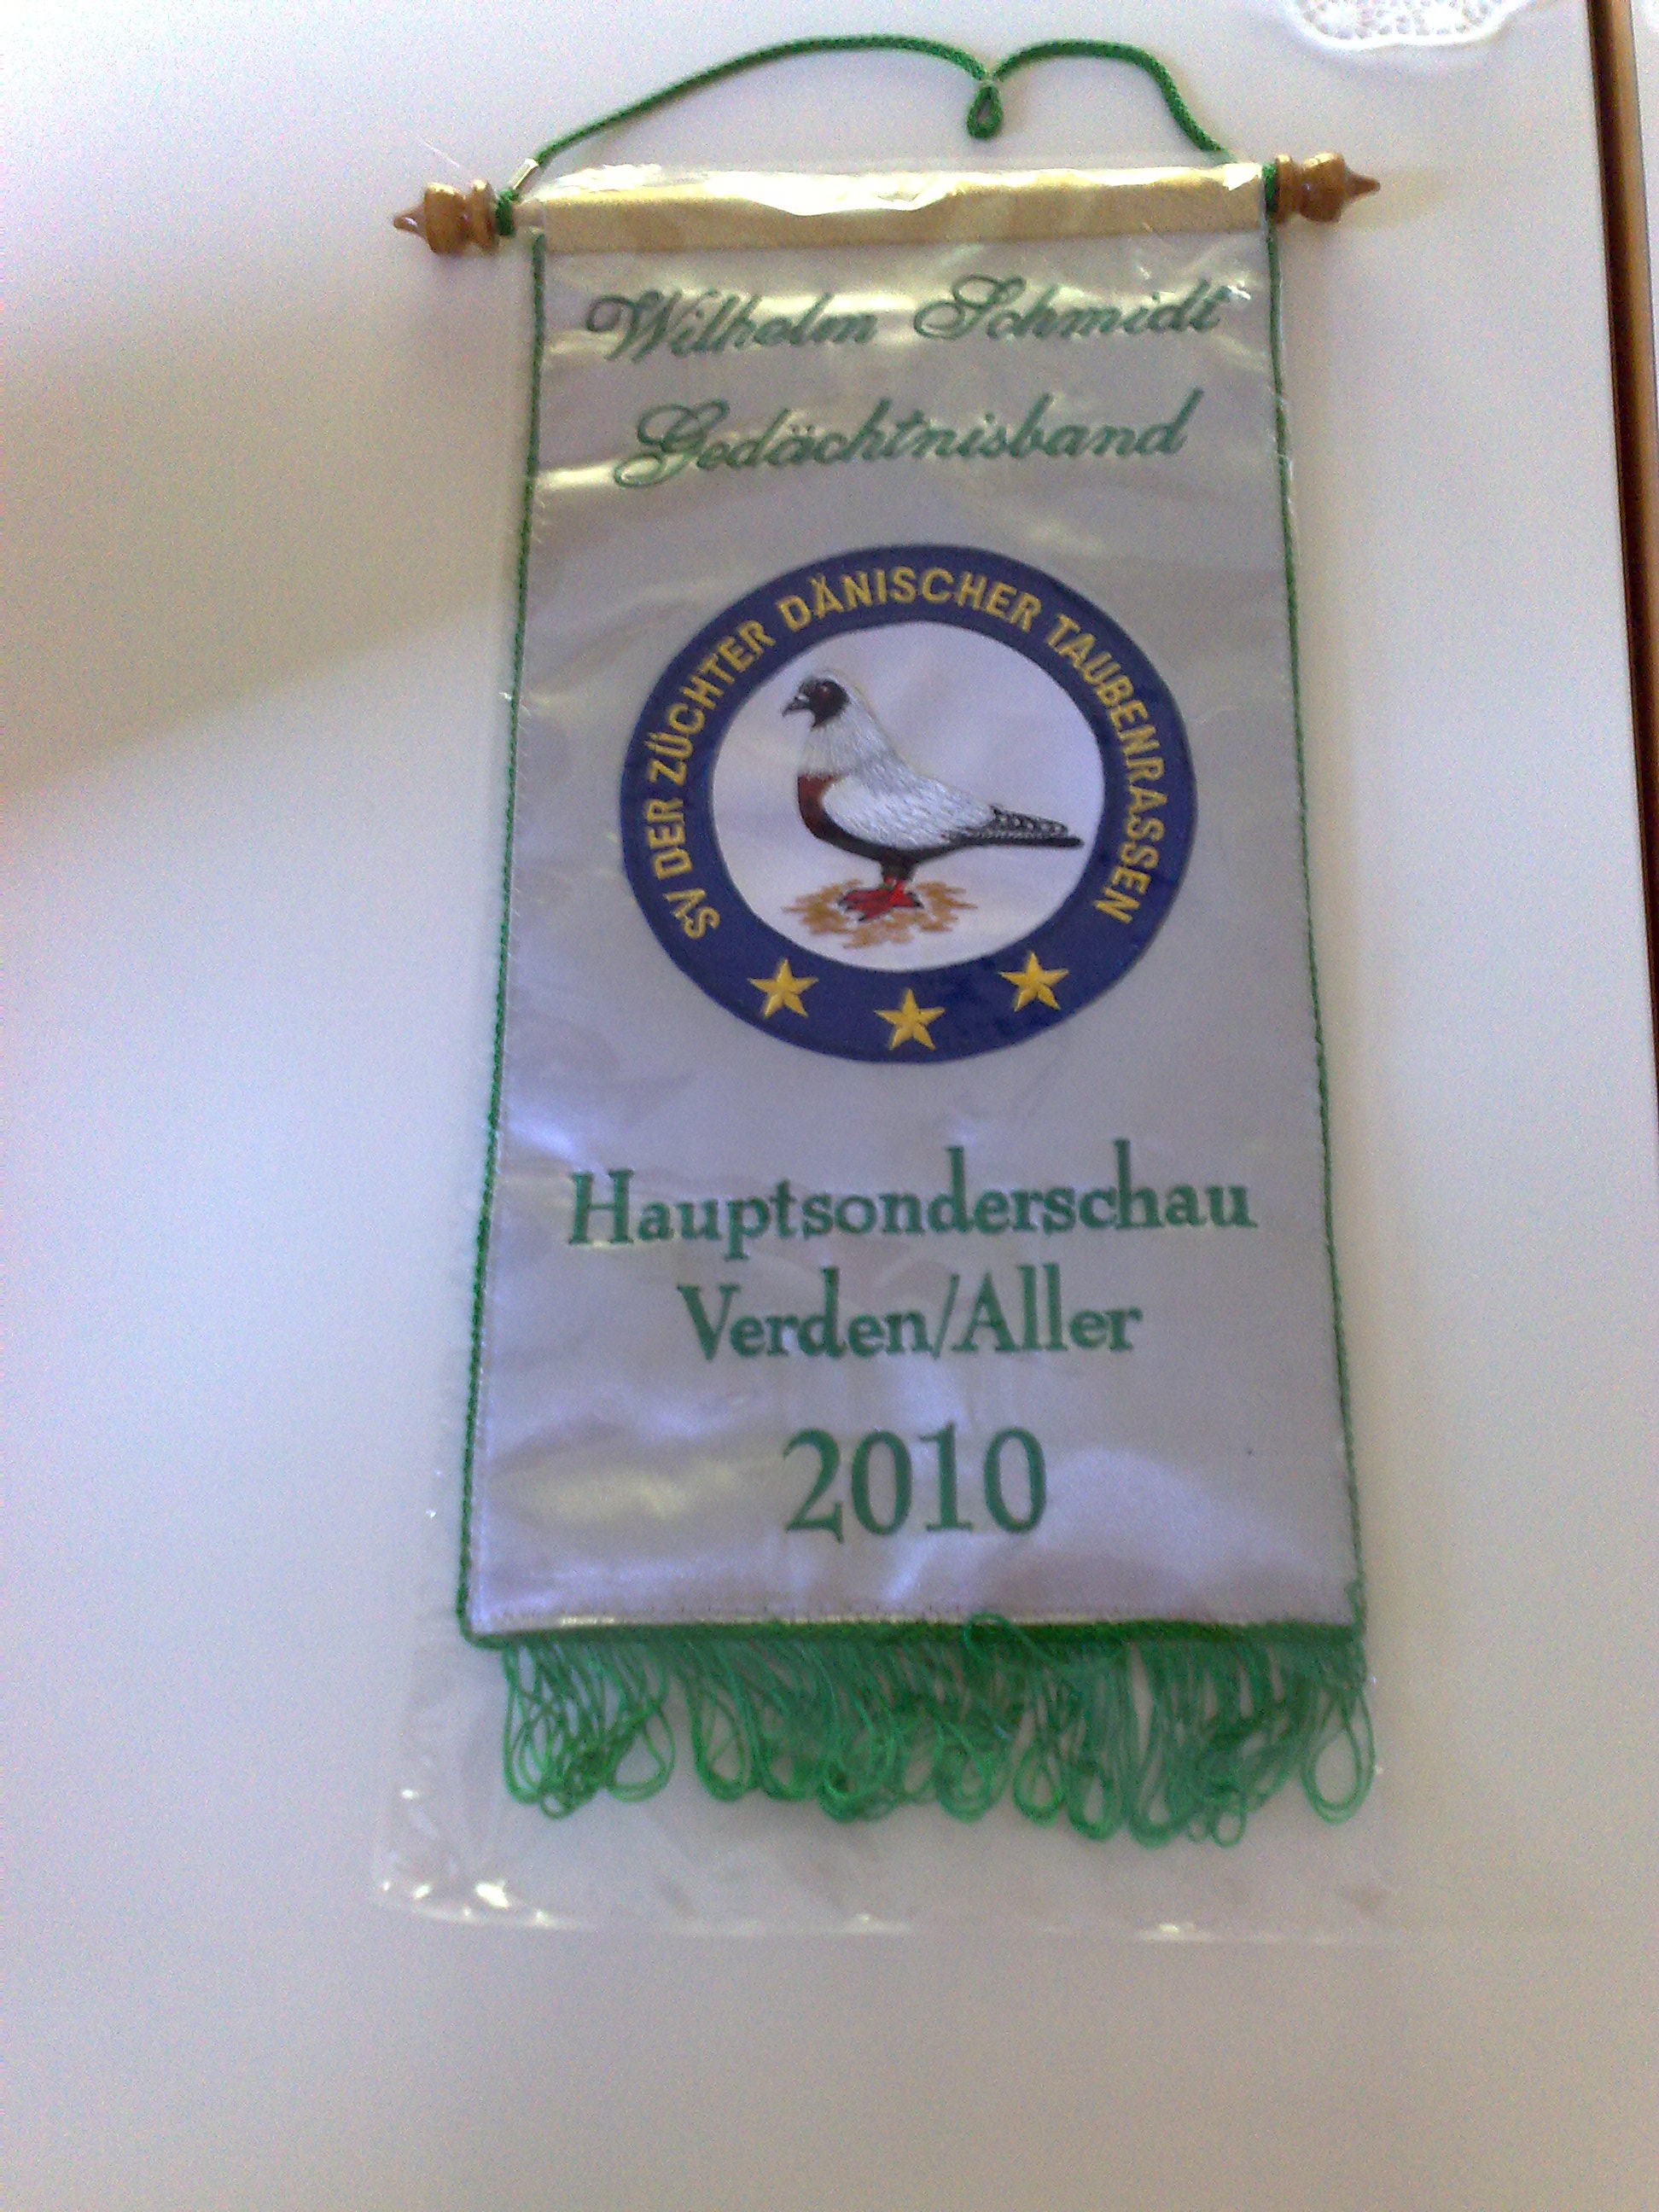 Wilhelm Schmidt
Gedächtnisband
SV DER ZÜCHTER DÄNISCHER TAUBENRASSEN
Hauptsonderschau
Verden/Aller
2010